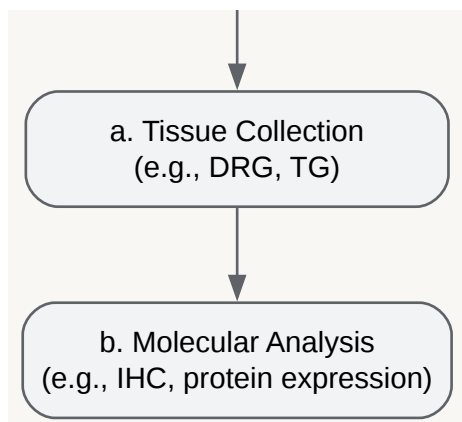 a. Tissue Collection
(e.g., DRG, TG)
b. Molecular Analysis
(e.g., IHC, protein expression)